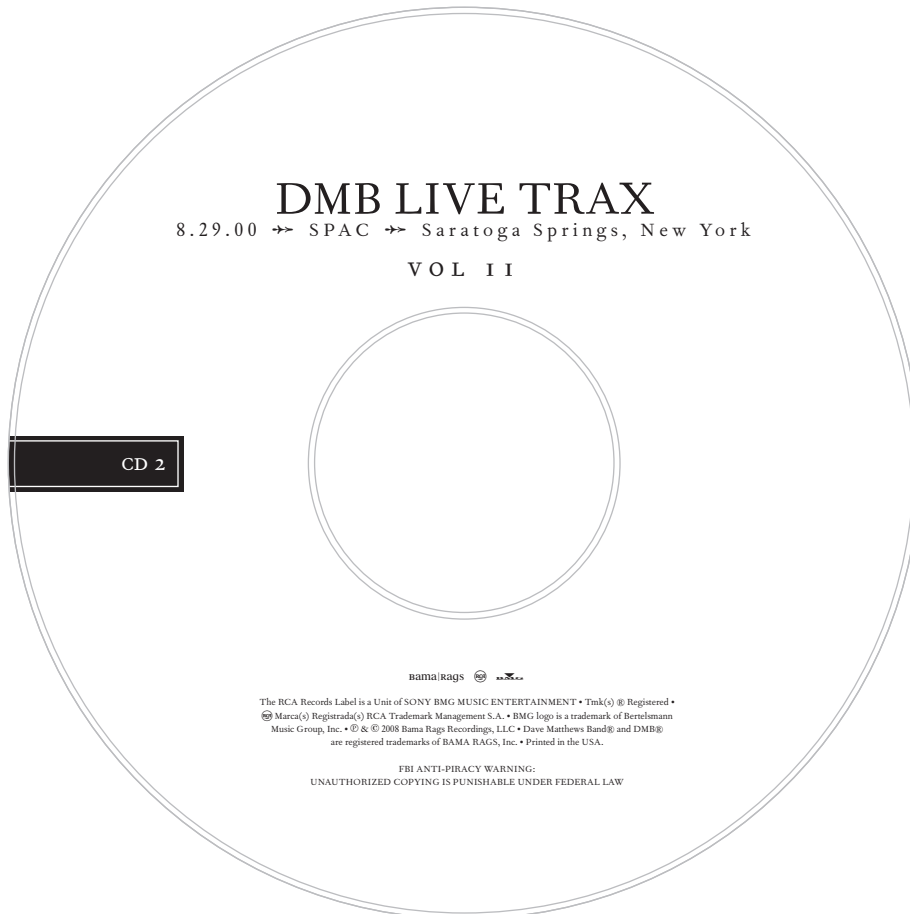 DMB LIVE TRAX
8.29.00 ➳ SPAC ➳ Saratoga Springs, New York
VOL 11
CD 2
Bama|Rags RCA BMG
The RCA Records Label is a Unit of SONY BMG MUSIC ENTERTAINMENT • Tmk(s) ® Registered •
RCA Marca(s) Registrada(s) RCA Trademark Management S.A. • BMG logo is a trademark of Bertelsmann
Music Group, Inc. • ℗ & © 2008 Bama Rags Recordings, LLC • Dave Matthews Band® and DMB®
are registered trademarks of BAMA RAGS, Inc. • Printed in the USA.
FBI ANTI-PIRACY WARNING:
UNAUTHORIZED COPYING IS PUNISHABLE UNDER FEDERAL LAW